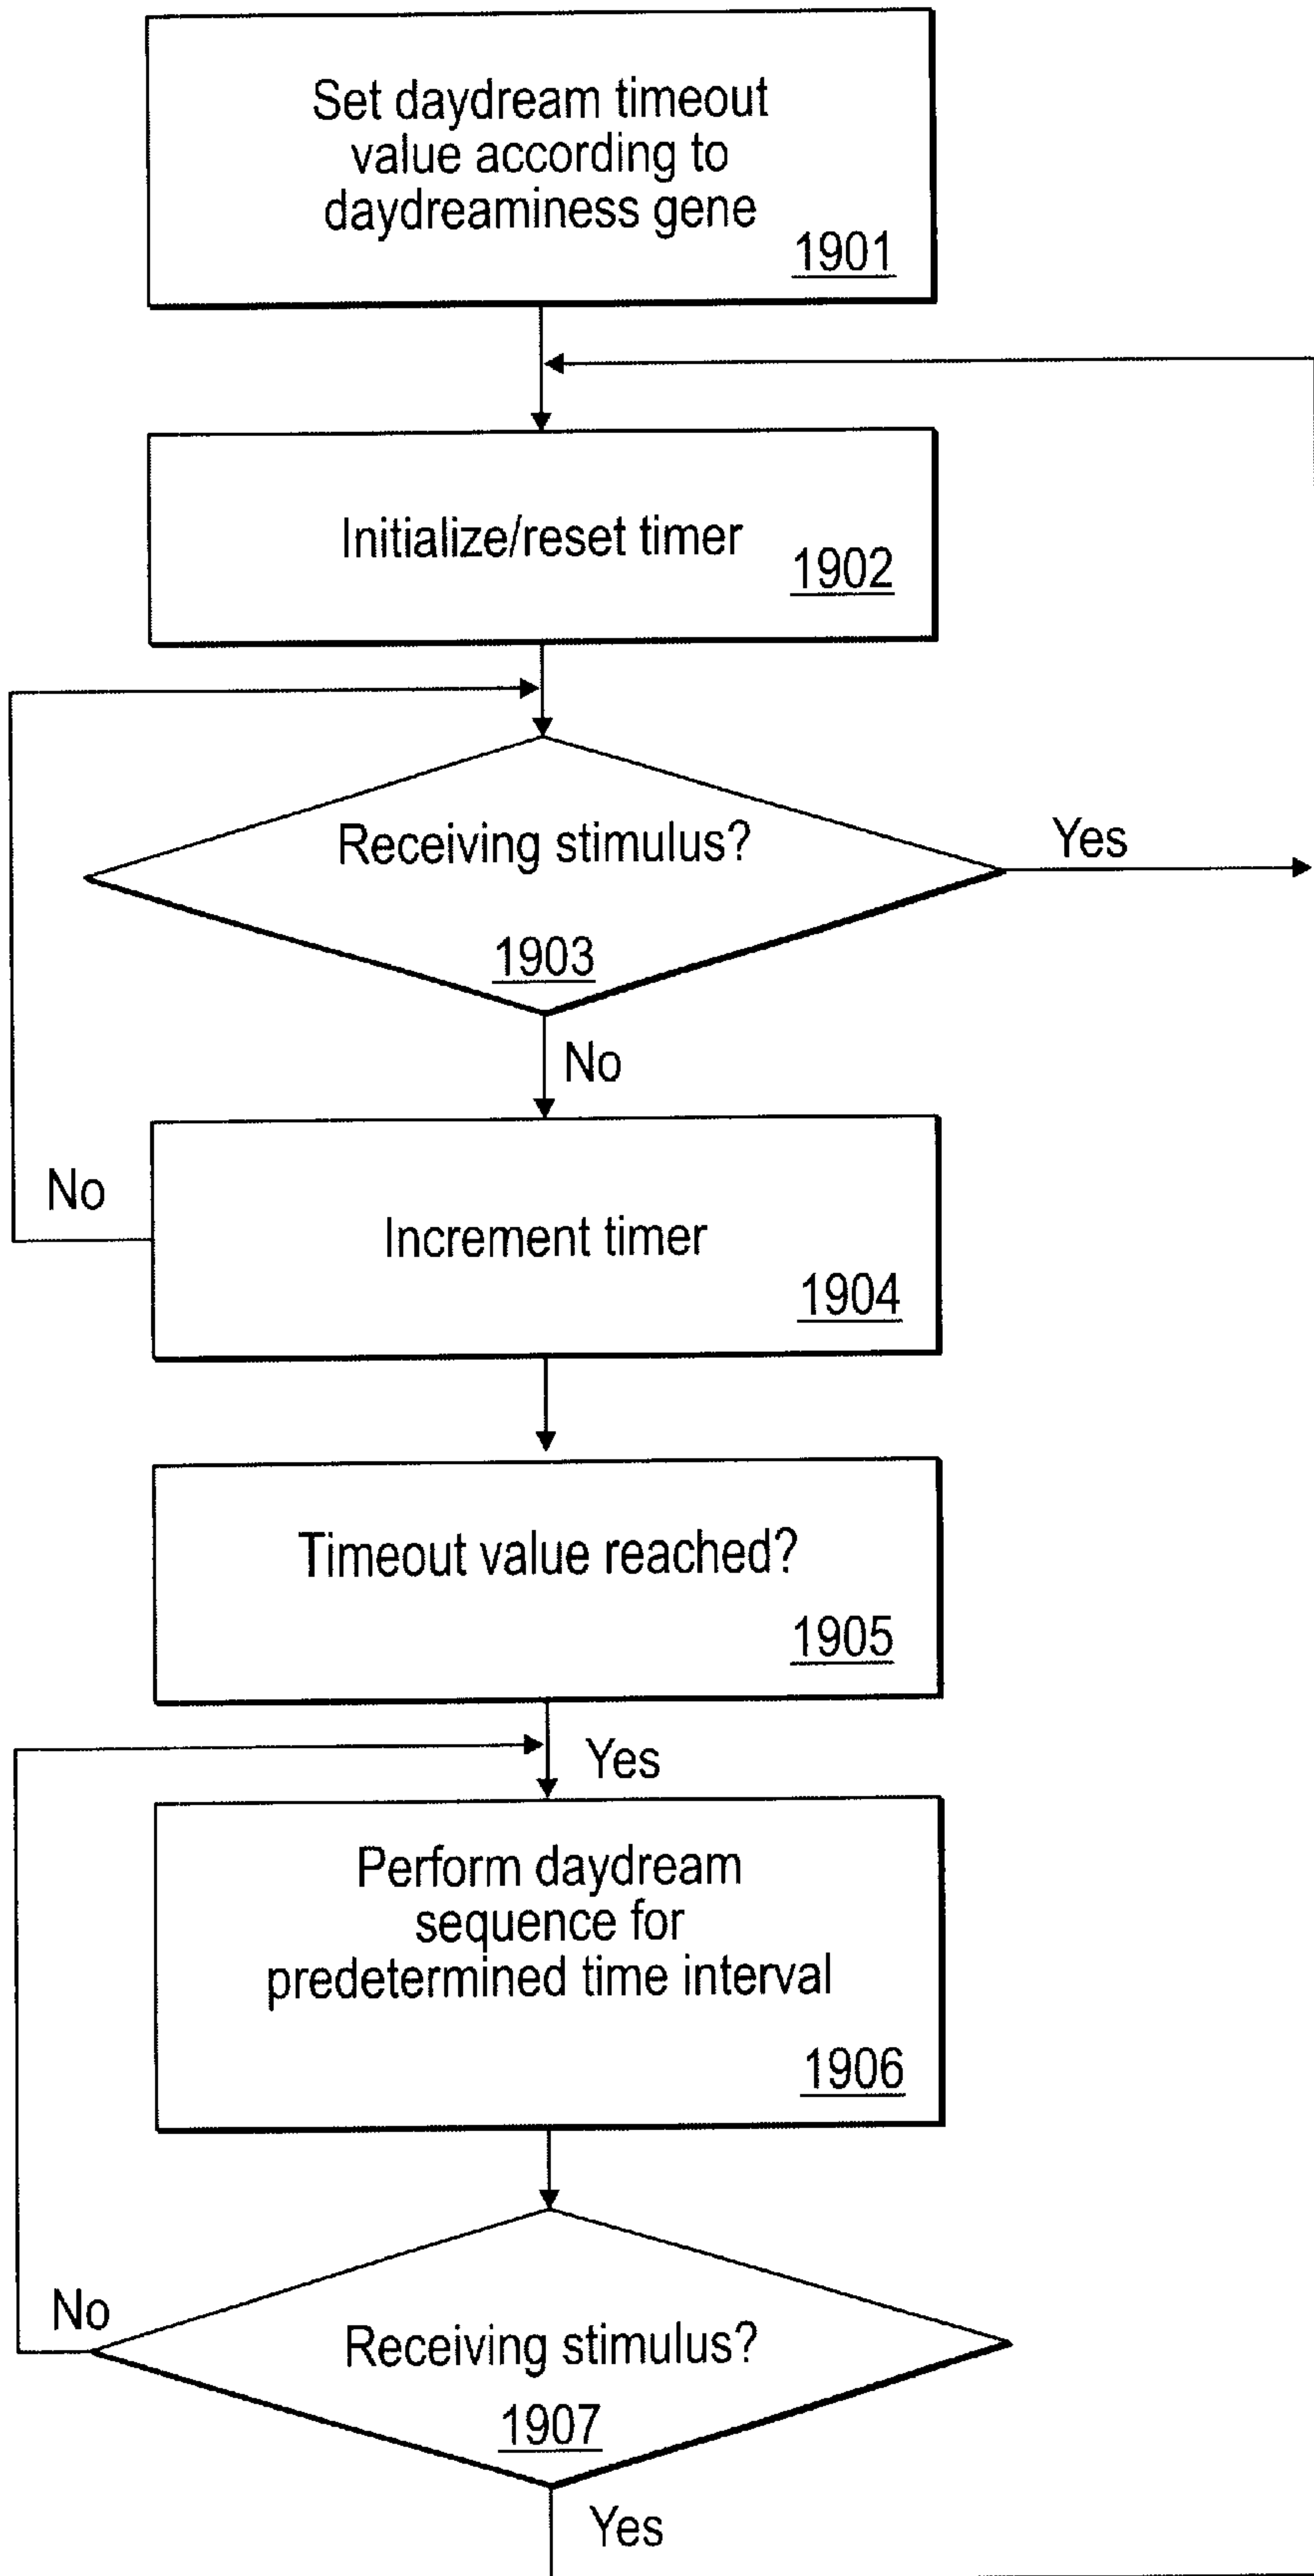 Set daydream timeout
value according to
daydreaminess gene
1901
Initialize/reset timer
1902
Receiving stimulus?
Yes
1903
No
No
Increment timer
1904
Timeout value reached?
1905
Yes
Perform daydream
sequence for
predetermined time interval
1906
No
Receiving stimulus?
1907
Yes